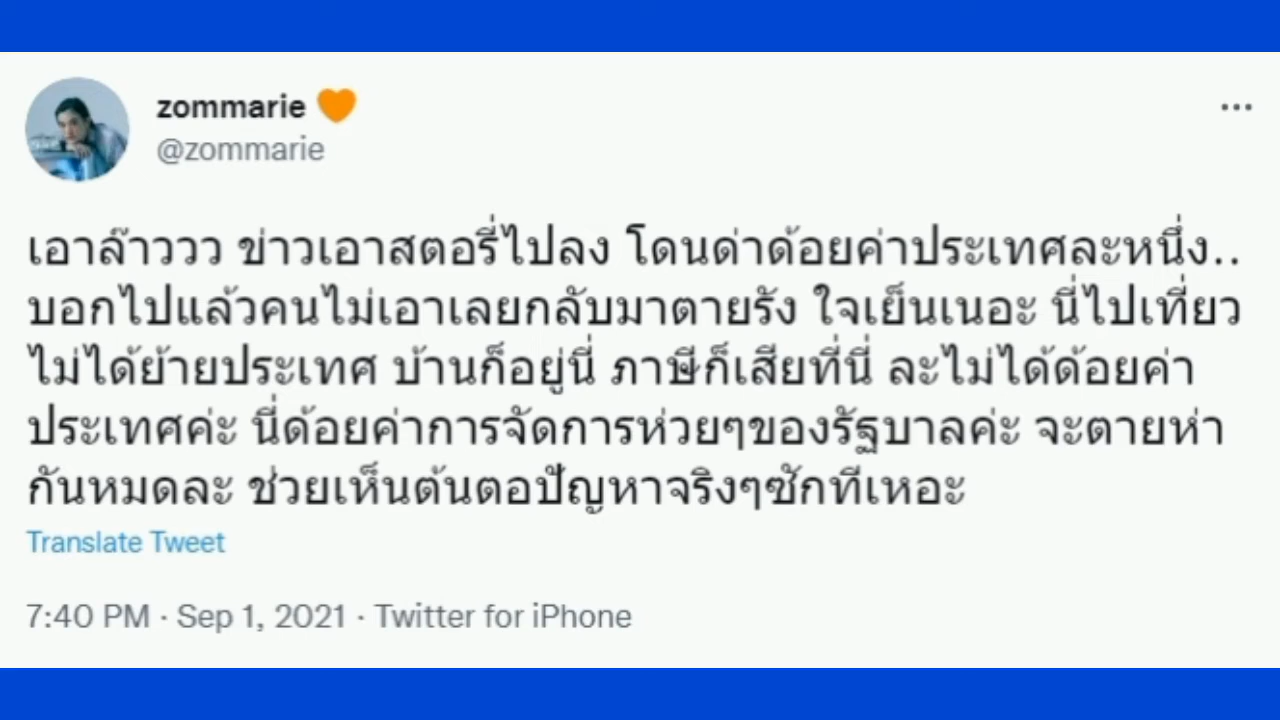 zommarie 🧡
@zommarie
เอาล๊าววว ข่าวเอาสตอรี่ไปลง โดนด่าด้อยค่าประเทศละหนึ่ง..
บอกไปแล้วคนไม่เอาเลยกลับมาตายรัง ใจเย็นเนอะ นี่ไปเที่ยว
ไม่ได้ย้ายประเทศ บ้านก็อยู่นี่ ภาษีก็เสียที่นี่ ละไม่ได้ด้อยค่า
ประเทศค่ะ นี่ด้อยค่าการจัดการห่วยๆของรัฐบาลค่ะ จะตายห่า
กันหมดละ ช่วยเห็นต้นตอปัญหาจริงๆซักทีเหอะ
Translate Tweet
7:40 PM · Sep 1, 2021 · Twitter for iPhone